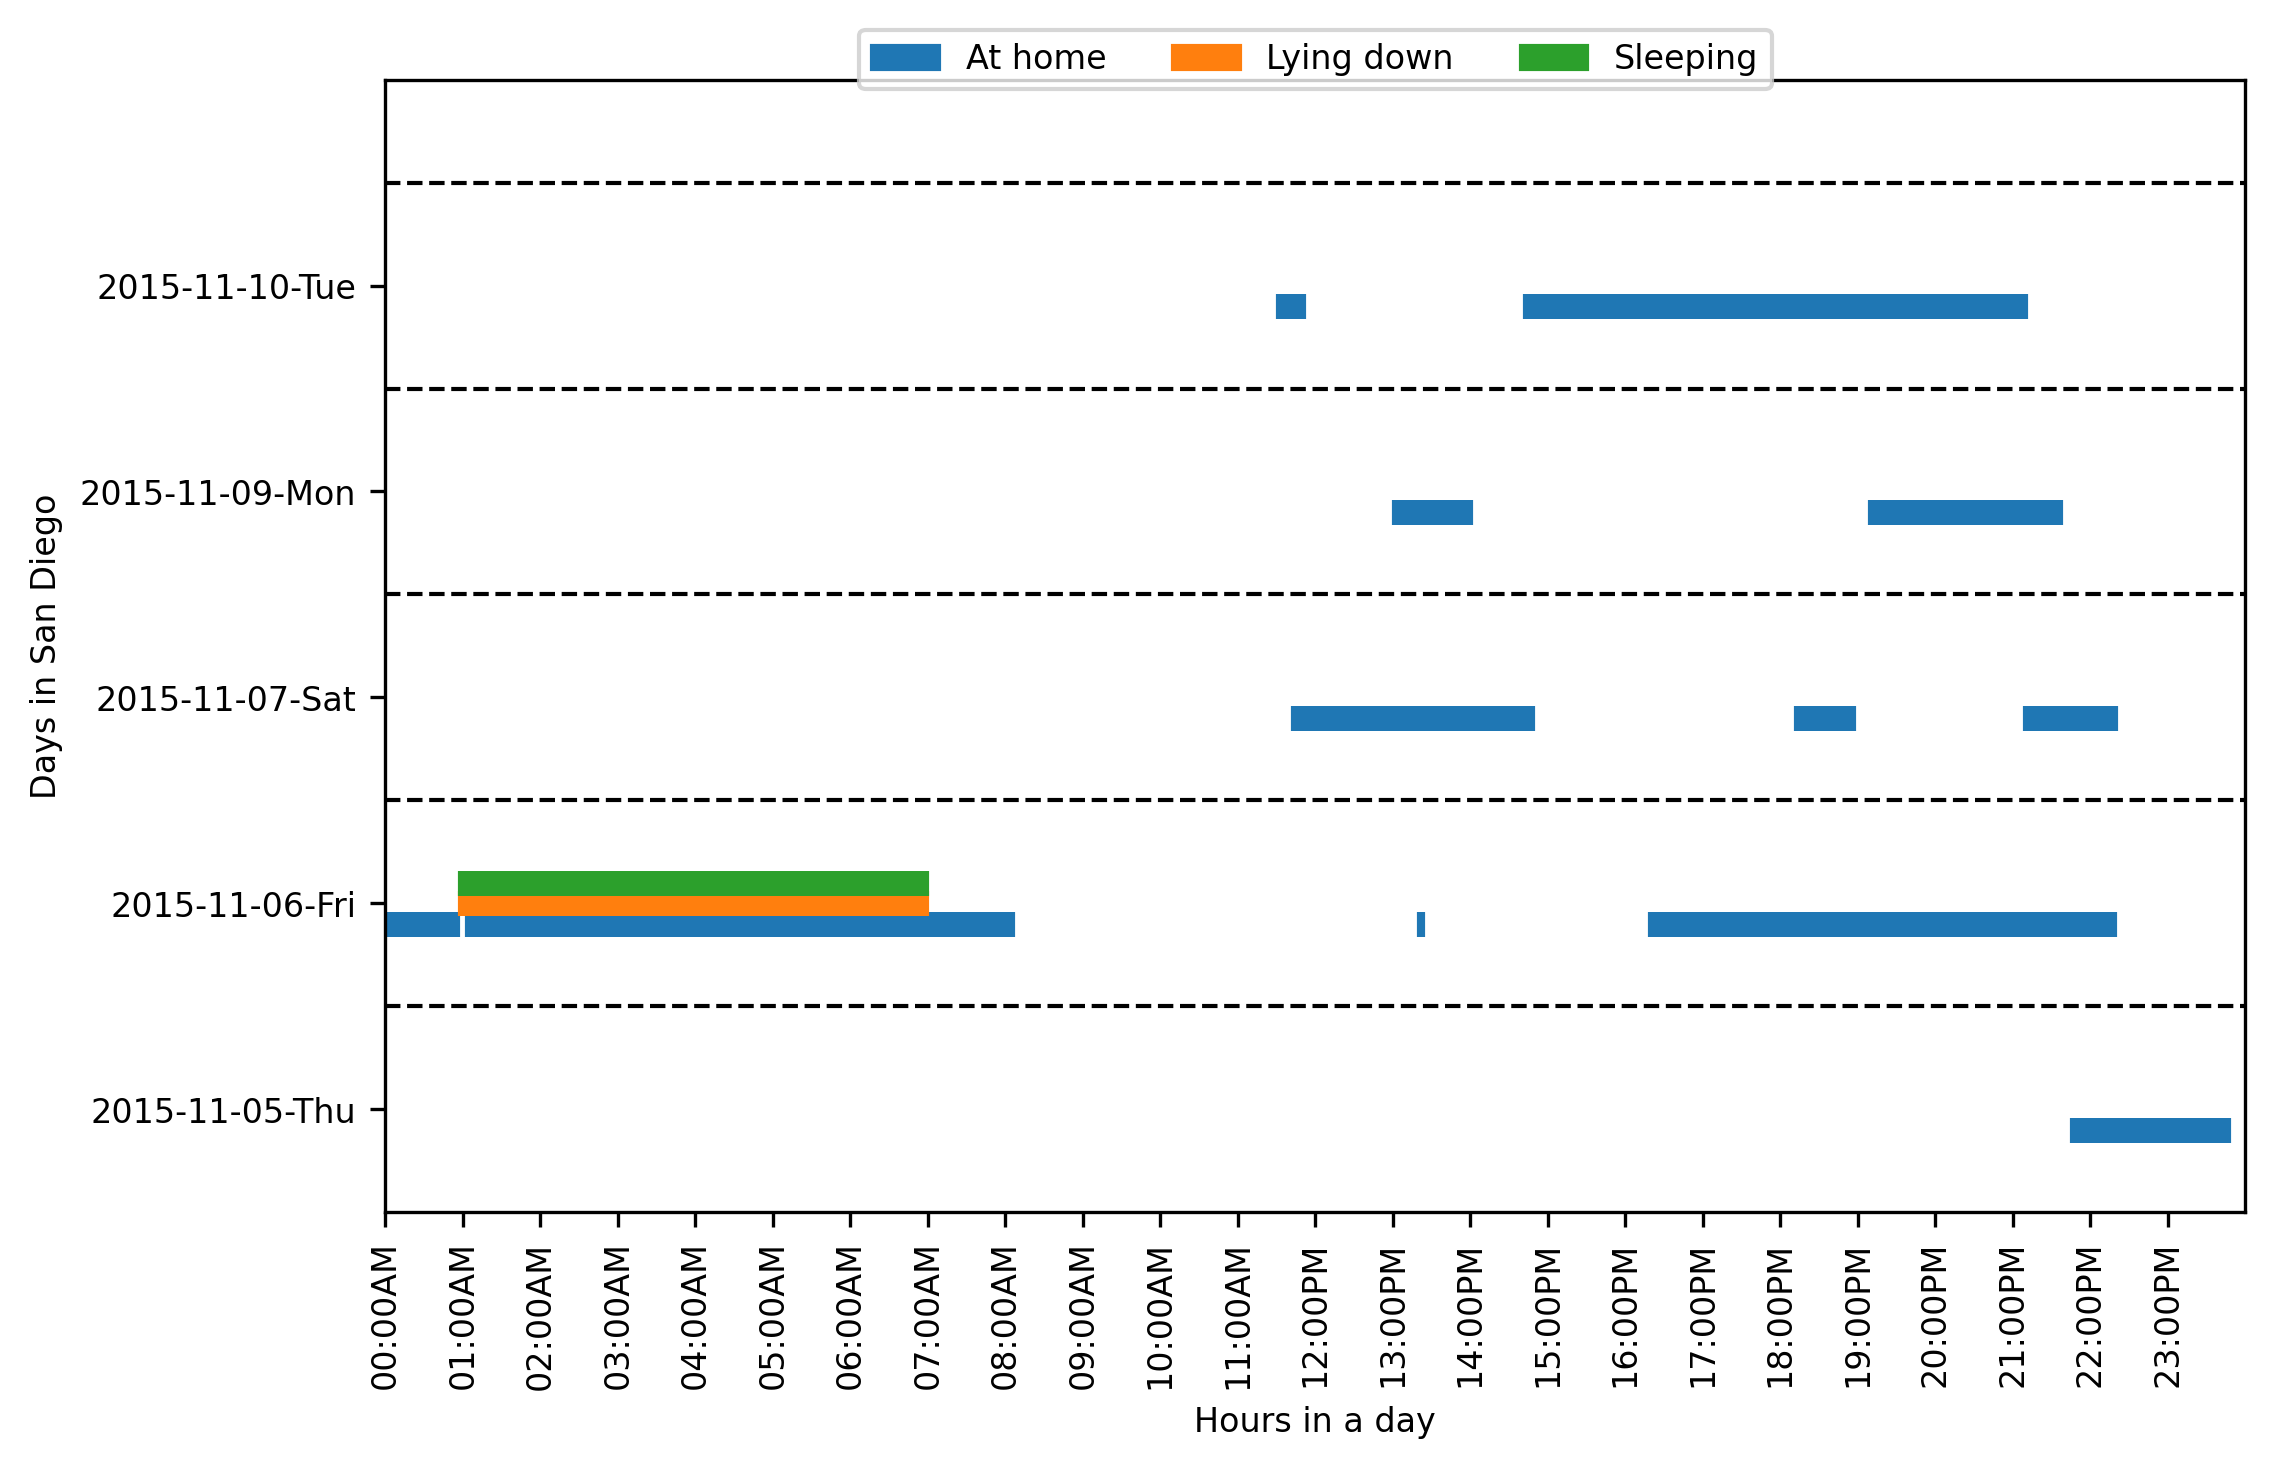 At home Lying down Sleeping
Days in San Diego
2015-11-10-Tue
2015-11-09-Mon
2015-11-07-Sat
2015-11-06-Fri
2015-11-05-Thu
00:00AM
01:00AM
02:00AM
03:00AM
04:00AM
05:00AM
06:00AM
07:00AM
08:00AM
09:00AM
10:00AM
11:00AM
12:00PM
13:00PM
14:00PM
15:00PM
16:00PM
17:00PM
18:00PM
19:00PM
20:00PM
21:00PM
22:00PM
23:00PM
Hours in a day